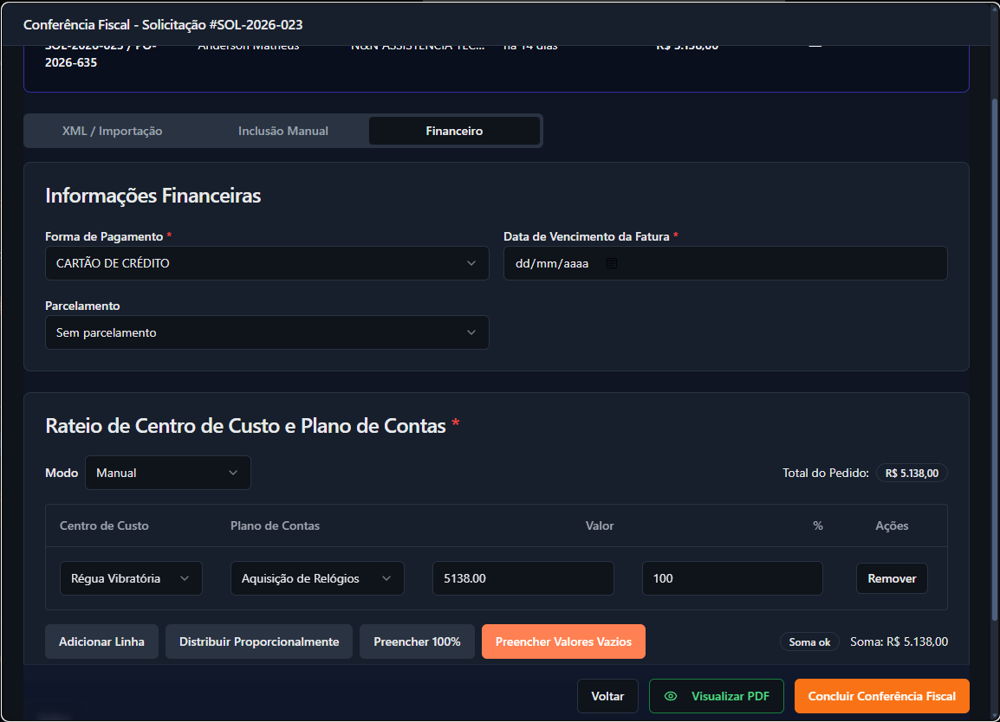 Conferência Fiscal - Solicitação #SOL-2026-023
SOL-2026-023 / PO- Anderson Matheus N&N ASSISTENCIA TEC... há 14 dias R$ 5.138,00 —
2026-635
XML / Importação Inclusão Manual Financeiro
Informações Financeiras
Forma de Pagamento * Data de Vencimento da Fatura *
CARTÃO DE CRÉDITO dd/mm/aaaa
Parcelamento
Sem parcelamento
Rateio de Centro de Custo e Plano de Contas *
Modo Manual Total do Pedido: R$ 5.138,00
Centro de Custo Plano de Contas Valor % Ações
Régua Vibratória Aquisição de Relógios 5138.00 100 Remover
Adicionar Linha Distribuir Proporcionalmente Preencher 100% Preencher Valores Vazios Soma ok Soma: R$ 5.138,00
Voltar Visualizar PDF Concluir Conferência Fiscal